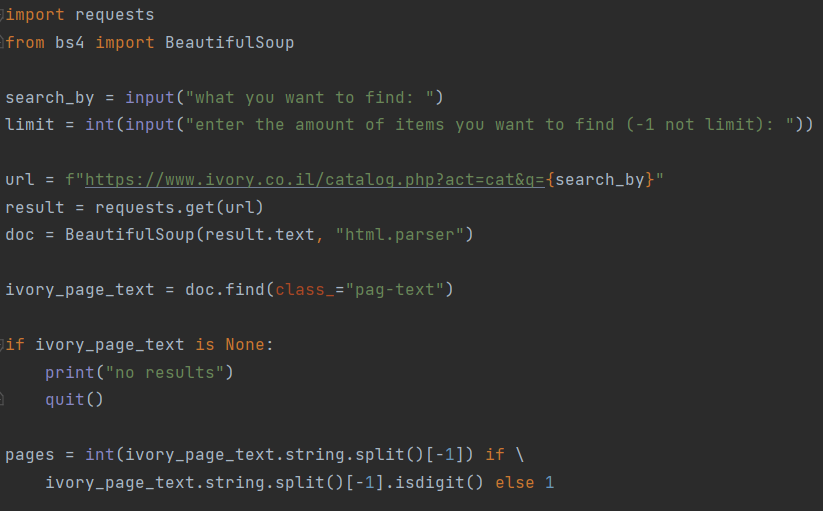 import requests
from bs4 import BeautifulSoup
search_by = input("what you want to find: ")
limit = int(input("enter the amount of items you want to find (-1 not limit): "))
url = f"https://www.ivory.co.il/catalog.php?act=cat&q={search_by}"
result = requests.get(url)
doc = BeautifulSoup(result.text, "html.parser")
ivory_page_text = doc.find(class_="pag-text")
if ivory_page_text is None:
    print("no results")
    quit()
pages = int(ivory_page_text.string.split()[-1]) if \
    ivory_page_text.string.split()[-1].isdigit() else 1